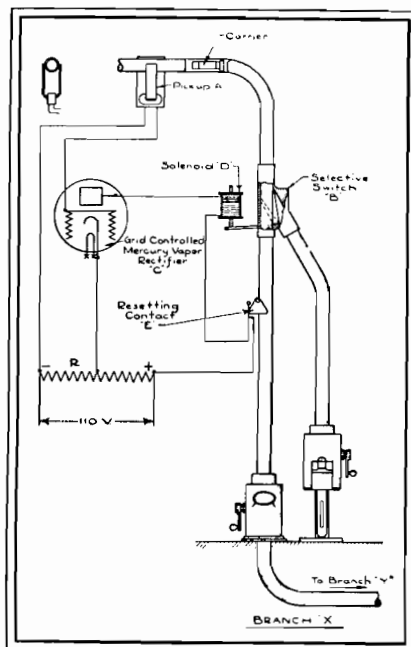 Carrier
Pickup A
Solenoid "D"
Selective
Switch
"B"
Grid Controlled
Mercury Vapor
Rectifier
"C"
Resetting
Contact
"E"
- R +
110 V
To Branch "Y"
BRANCH "X"